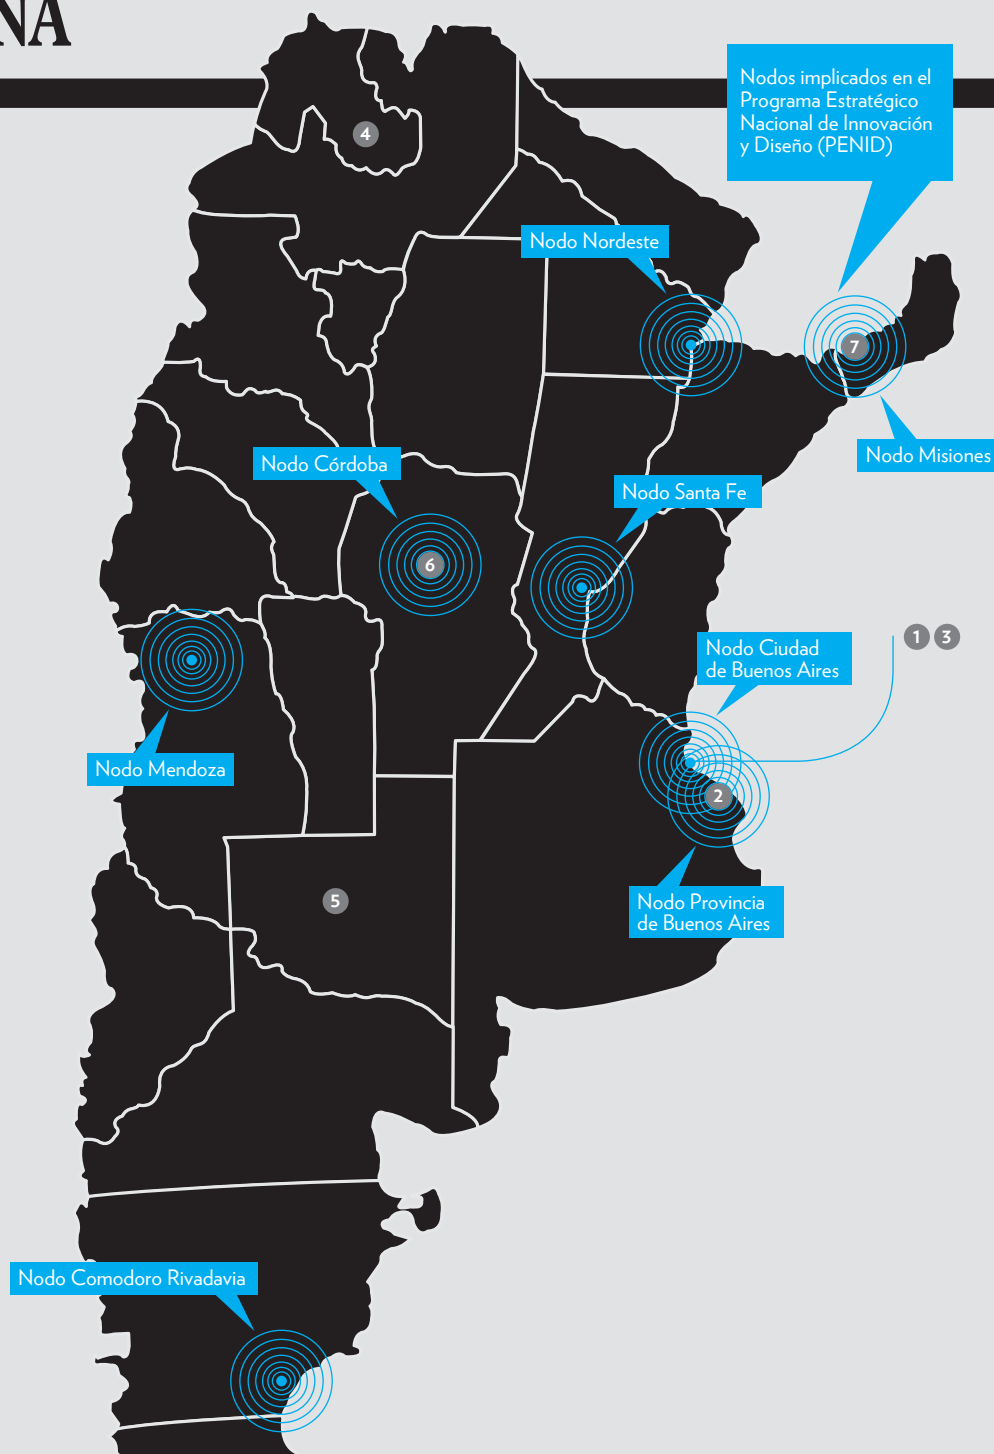 NA
Nodos implicados en el
Programa Estratégico
Nacional de Innovación
y Diseño (PENID)
4
Nodo Nordeste
7
Nodo Misiones
Nodo Córdoba
Nodo Santa Fe
6
1 3
Nodo Ciudad
de Buenos Aires
Nodo Mendoza
2
5
Nodo Provincia
de Buenos Aires
Nodo Comodoro Rivadavia